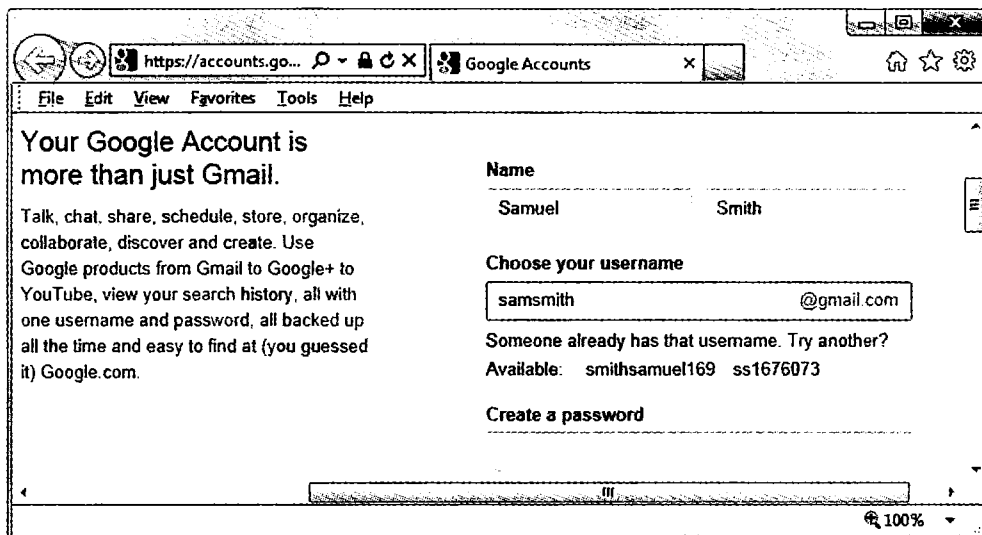 https://accounts.go...
Google Accounts
File Edit View Favorites Tools Help
Your Google Account is
more than just Gmail.
Talk, chat, share, schedule, store, organize,
collaborate, discover and create. Use
Google products from Gmail to Google+ to
YouTube, view your search history, all with
one username and password, all backed up
all the time and easy to find at (you guessed
it) Google.com.
Name
Samuel Smith
Choose your username
samsmith @gmail.com
Someone already has that username. Try another?
Available: smithsamuel169 ss1676073
Create a password
100%